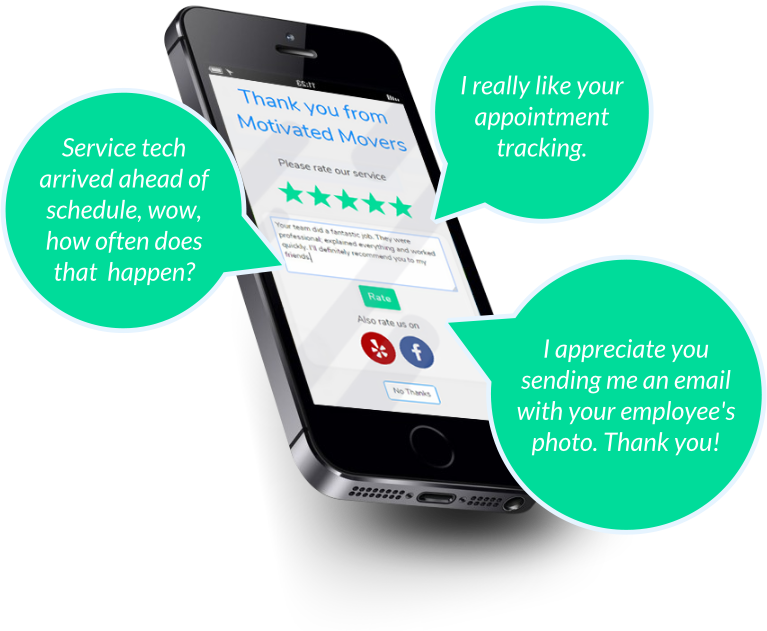 Thank you from
Motivated Movers
Please rate our service
Your team did a fantastic job. They were
professional, explained everything and worked
quickly. I'll definitely recommend you to my
friends
Rate
Also rate us on
f
No Thanks
Service tech
arrived ahead of
schedule, wow,
how often does
that happen?
I really like your
appointment
tracking.
I appreciate you
sending me an email
with your employee's
photo. Thank you!